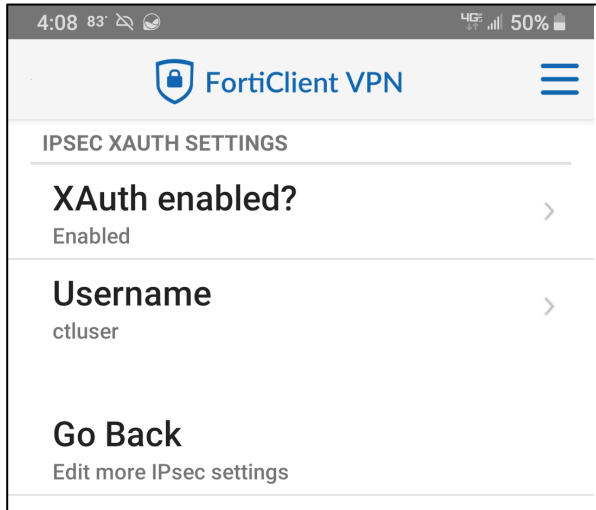 4:08 83° 4GE 50%
FortiClient VPN
IPSEC XAUTH SETTINGS
XAuth enabled?
Enabled
Username
ctluser
Go Back
Edit more IPsec settings